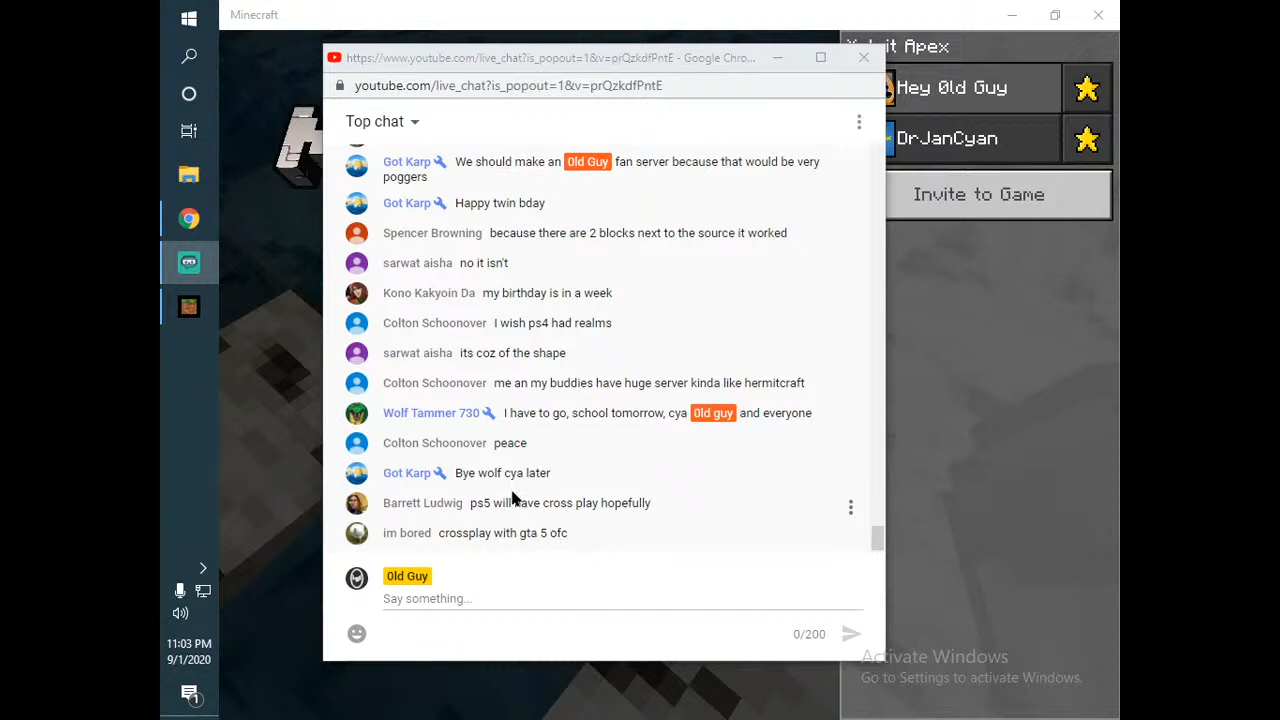 Minecraft
https://www.youtube.com/live_chat?is_popout=1&v=prQzkdfPntE - Google Chro...
youtube.com/live_chat?is_popout=1&v=prQzkdfPntE
Top chat
Got Karp We should make an 0ld Guy fan server because that would be very
poggers
Got Karp Happy twin bday
Spencer Browning because there are 2 blocks next to the source it worked
sarwat aisha no it isn't
Kono Kakyoin Da my birthday is in a week
Colton Schoonover I wish ps4 had realms
sarwat aisha its coz of the shape
Colton Schoonover me an my buddies have huge server kinda like hermitcraft
Wolf Tammer 730 I have to go, school tomorrow, cya 0ld guy and everyone
Colton Schoonover peace
Got Karp Bye wolf cya later
Barrett Ludwig ps5 will have cross play hopefully
im bored crossplay with gta 5 ofc
0ld Guy
Say something...
0/200
Apex
Hey 0ld Guy
DrJanCyan
Invite to Game
Activate Windows
Go to Settings to activate Windows.
11:03 PM
9/1/2020
1